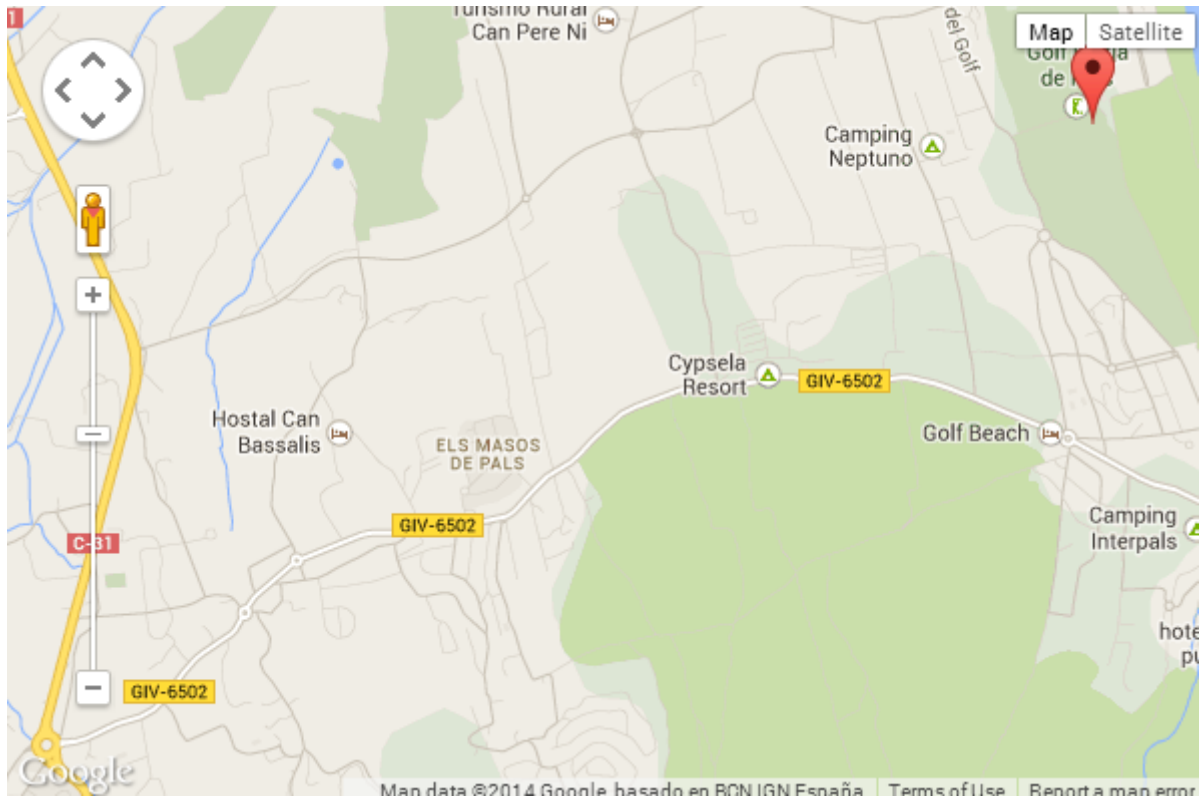 Turismo Rural
Can Pere Ni
del Golf
Map
Satellite
Golf
de
Camping
Neptuno
Cypsela
Resort
GIV-6502
Hostal Can
Bassalis
ELS MASOS
DE PALS
Golf Beach
GIV-6502
Camping
Interpals
C-31
GIV-6502
Google
Map data ©2014 Google, basado en BCN IGN España
Terms of Use
Report a map error